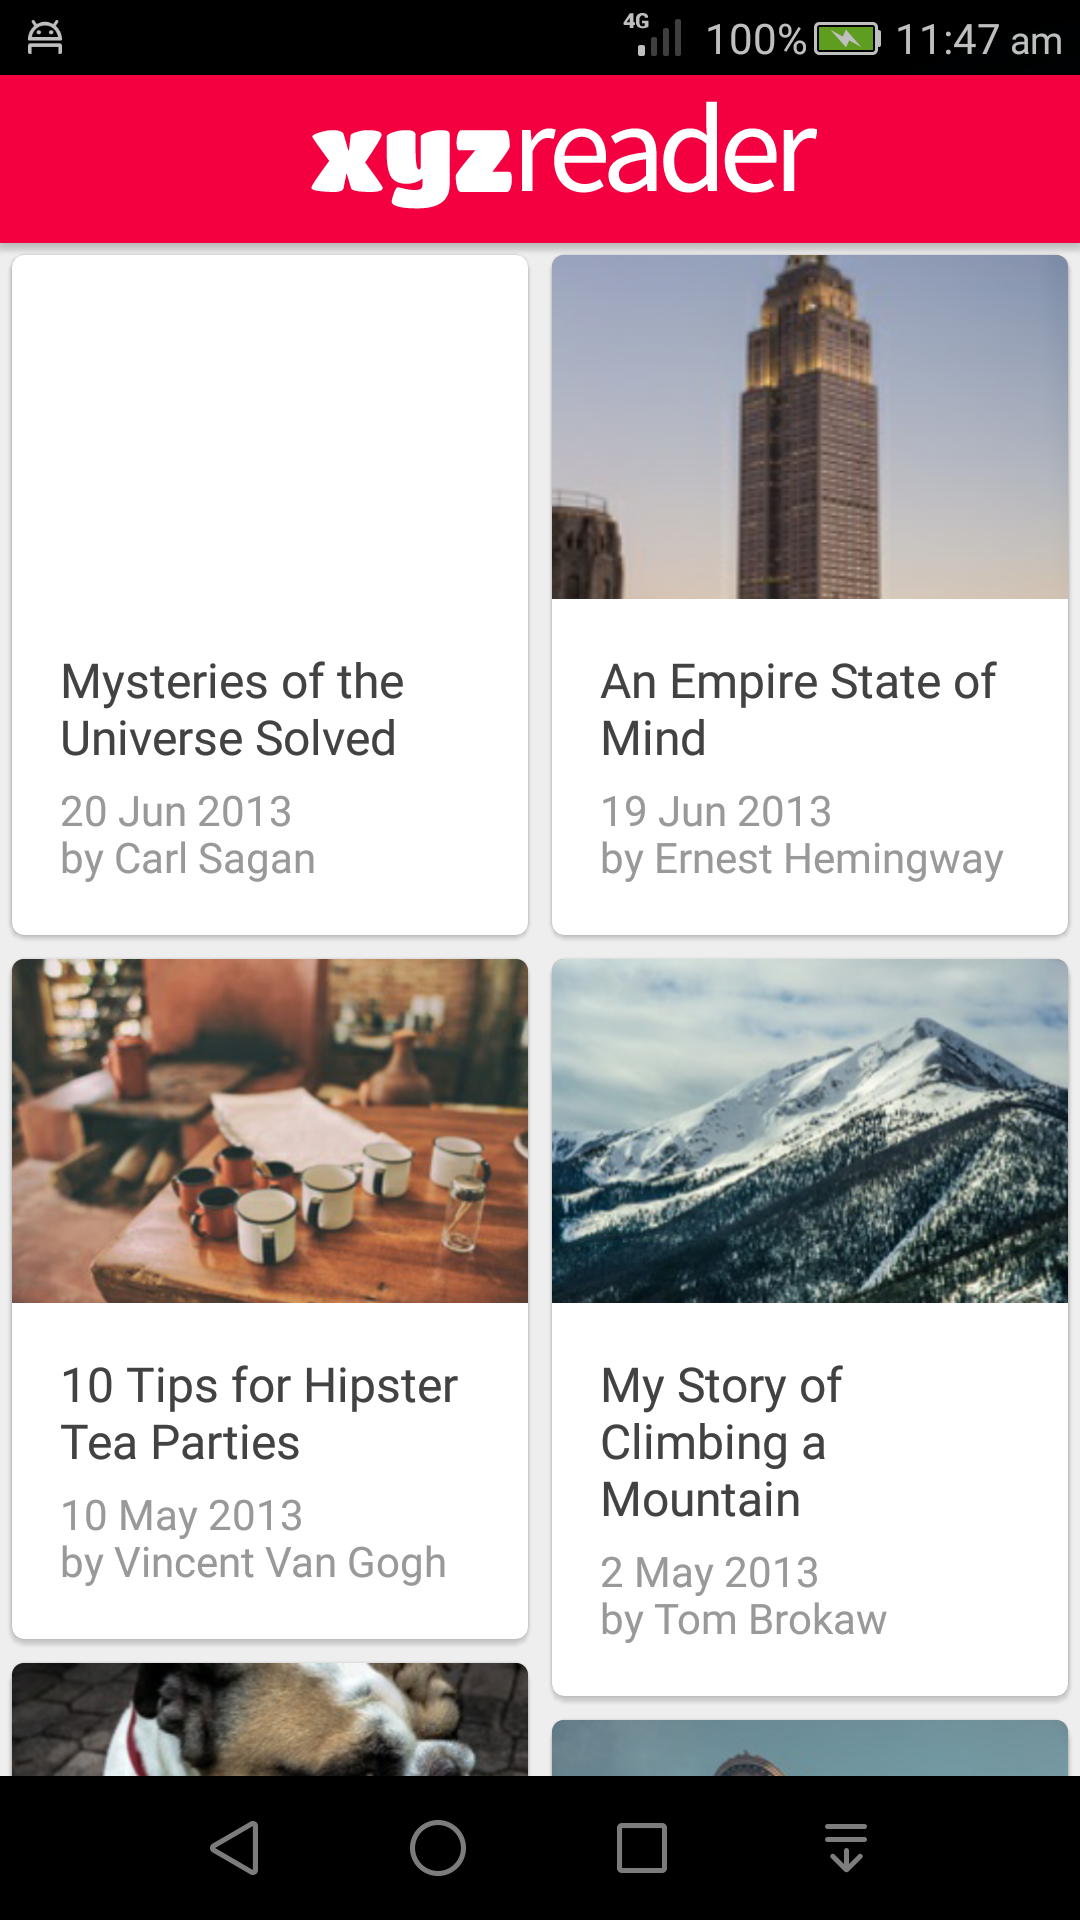 4G 100% 11:47 am
xyzreader
Mysteries of the
Universe Solved
20 Jun 2013
by Carl Sagan
An Empire State of
Mind
19 Jun 2013
by Ernest Hemingway
10 Tips for Hipster
Tea Parties
10 May 2013
by Vincent Van Gogh
My Story of
Climbing a
Mountain
2 May 2013
by Tom Brokaw